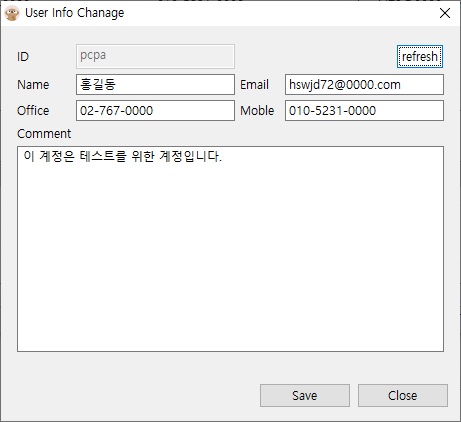 User Info Chanage
ID pcpa refresh
Name 홍길동 Email hswjd72@0000.com
Office 02-767-0000 Moble 010-5231-0000
Comment
이 계정은 테스트를 위한 계정입니다.
Save Close